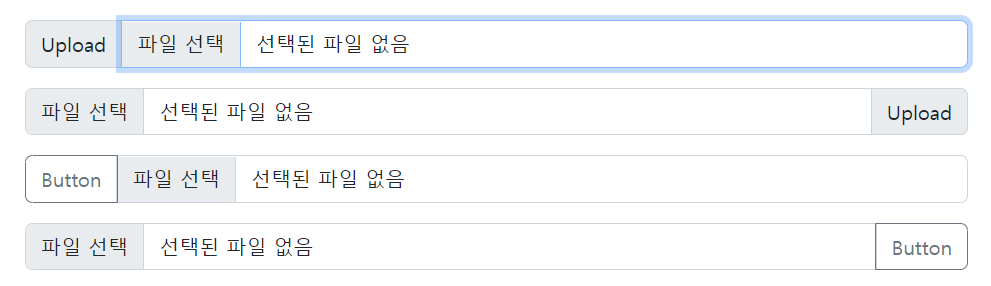 Upload 파일 선택 선택된 파일 없음
파일 선택 선택된 파일 없음 Upload
Button 파일 선택 선택된 파일 없음
파일 선택 선택된 파일 없음 Button